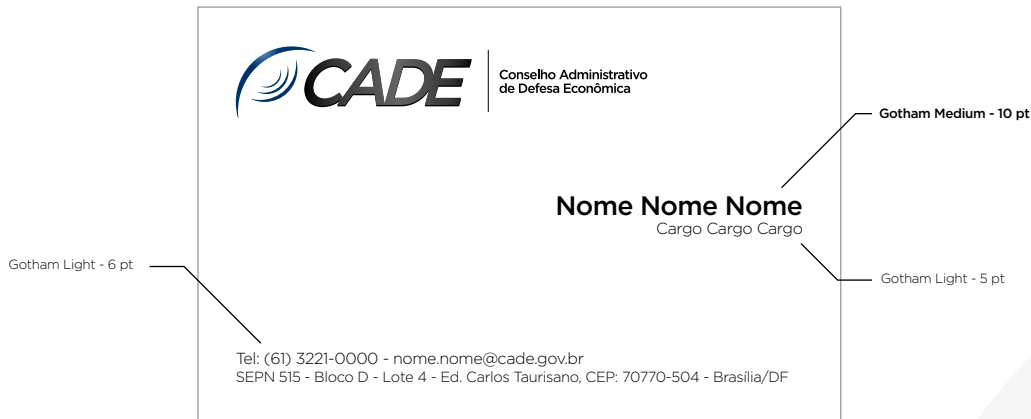 CADE
Conselho Administrativo
de Defesa Econômica
Gotham Medium - 10 pt
Nome Nome Nome
Cargo Cargo Cargo
Gotham Light - 6 pt
Gotham Light - 5 pt
Tel: (61) 3221-0000 - nome.nome@cade.gov.br
SEPN 515 - Bloco D - Lote 4 - Ed. Carlos Taurisano, CEP: 70770-504 - Brasília/DF